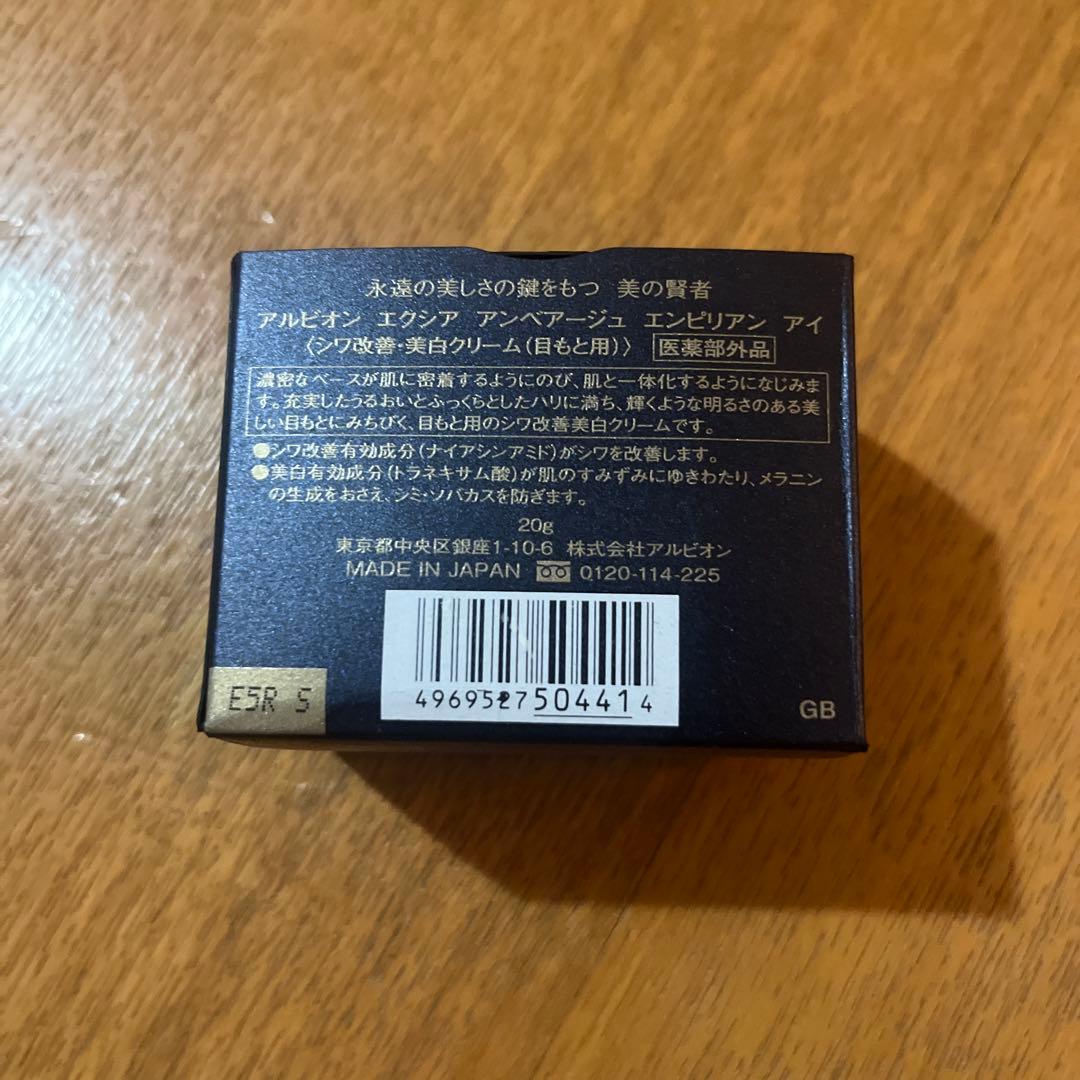 永遠の美しさの鍵をもつ 美の賢者
アルビオン エクシア アンベアージュ エンピリアン アイ
〈シワ改善・美白クリーム(目もと用)〉 医薬部外品
濃密なベースが肌に密着するようにのび、肌と一体化するようになじみま
す。充実したうるおいとふっくらとしたハリに満ち、輝くような明るさのある美
しい目もとにみちびく、目もと用のシワ改善美白クリームです。
●シワ改善有効成分(ナイアシンアミド)がシワを改善します。
●美白有効成分(トラネキサム酸)が肌のすみずみにゆきわたり、メラニン
の生成をおさえ、シミ・ソバカスを防ぎます。
20g
東京都中央区銀座1-10-6 株式会社アルビオン
MADE IN JAPAN 0120-114-225
4969527504414
E5R S
GB